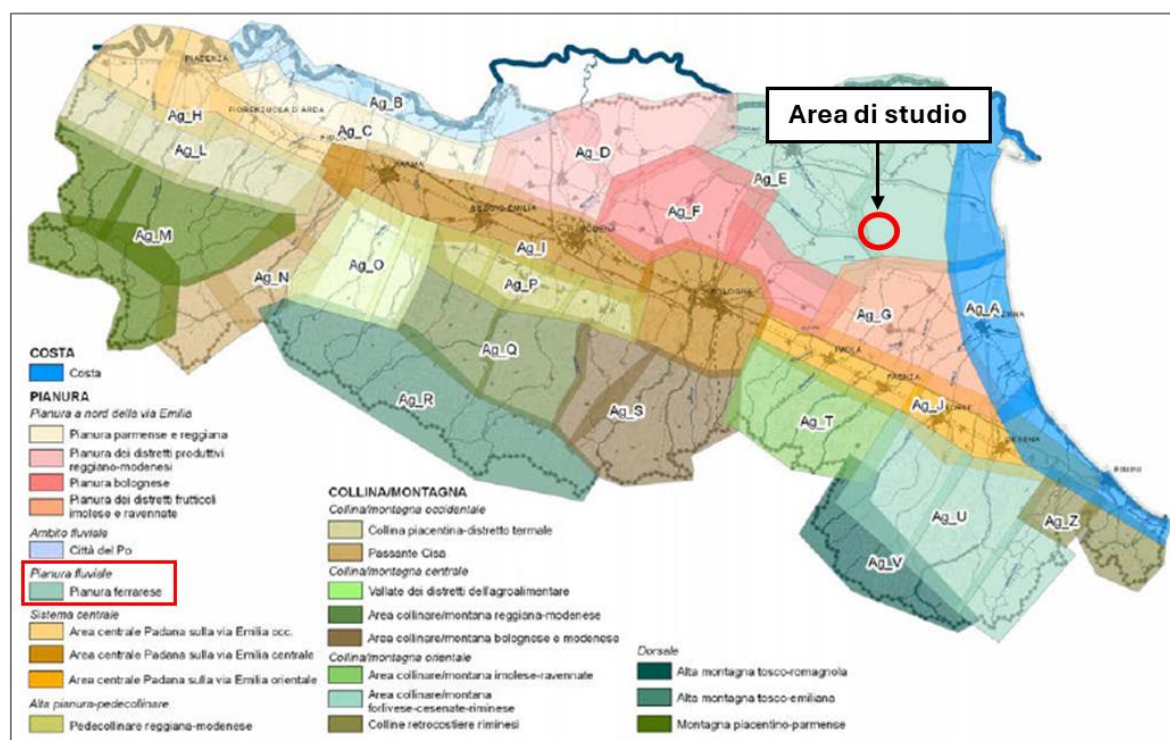 Area di studio
PIACENZA
FIORENZUOLA D'ARDA
Ag_B
Ag_H
Ag_C
Ag_L
Ag_D
Ag_E
Ag_F
Ag_M
Ag_I
Ag_N
Ag_O
Ag_P
BOLOGNA
Ag_A
Ag_G
Ag_Q
Ag_R
Ag_S
FAENZA
Ag_J
Ag_T
CESENA
RIMINI
Ag_U
Ag_Z
Ag_V
REGGIO EMILIA
COSTA
Costa
PIANURA
Pianura a nord della via Emilia
Pianura parmense e reggiana
Pianura dei distretti produttivi
reggiano-modenesi
Pianura bolognese
Pianura dei distretti frutticoli
imolese e ravennate
Ambito fluviale
Città del Po
Pianura fluviale
Pianura ferrarese
Sistema centrale
Area centrale Padana sulla via Emilia occ.
Area centrale Padana sulla via Emilia centrale
Area centrale Padana sulla via Emilia orientale
Alta pianura-pedecollinare
Pedecollinare reggiana-modenese
COLLINA/MONTAGNA
Collina/montagna occidentale
Collina piacentina-distretto termale
Passante Cisa
Collina/montagna centrale
Vallate dei distretti dell'agroalimentare
Area collinare/montana reggiana-modenese
Area collinare/montana bolognese e modenese
Collina/montagna orientale
Area collinare/montana imolese-ravennate
Area collinare/montana
forlivese-cesenate-riminese
Colline retrocostiere riminesi
Dorsale
Alta montagna tosco-romagnola
Alta montagna tosco-emiliana
Montagna piacentino-parmense